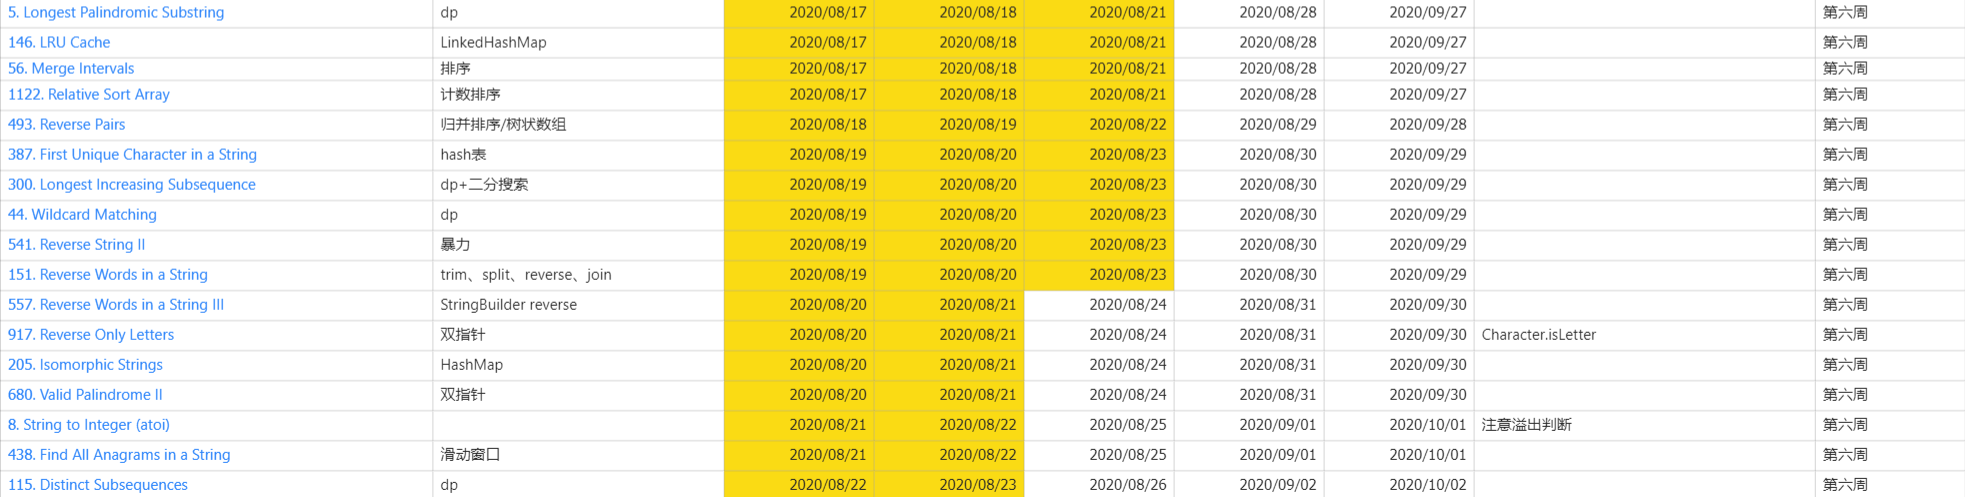 5. Longest Palindromic Substring dp 2020/08/17 2020/08/18 2020/08/21 2020/08/28 2020/09/27 第六周
146. LRU Cache LinkedHashMap 2020/08/17 2020/08/18 2020/08/21 2020/08/28 2020/09/27 第六周
56. Merge Intervals 排序 2020/08/17 2020/08/18 2020/08/21 2020/08/28 2020/09/27 第六周
1122. Relative Sort Array 计数排序 2020/08/17 2020/08/18 2020/08/21 2020/08/28 2020/09/27 第六周
493. Reverse Pairs 归并排序/树状数组 2020/08/18 2020/08/19 2020/08/22 2020/08/29 2020/09/28 第六周
387. First Unique Character in a String hash表 2020/08/19 2020/08/20 2020/08/23 2020/08/30 2020/09/29 第六周
300. Longest Increasing Subsequence dp+二分搜索 2020/08/19 2020/08/20 2020/08/23 2020/08/30 2020/09/29 第六周
44. Wildcard Matching dp 2020/08/19 2020/08/20 2020/08/23 2020/08/30 2020/09/29 第六周
541. Reverse String II 暴力 2020/08/19 2020/08/20 2020/08/23 2020/08/30 2020/09/29 第六周
151. Reverse Words in a String trim、split、reverse、join 2020/08/19 2020/08/20 2020/08/23 2020/08/30 2020/09/29 第六周
557. Reverse Words in a String III StringBuilder reverse 2020/08/20 2020/08/21 2020/08/24 2020/08/31 2020/09/30 第六周
917. Reverse Only Letters 双指针 2020/08/20 2020/08/21 2020/08/24 2020/08/31 2020/09/30 Character.isLetter 第六周
205. Isomorphic Strings HashMap 2020/08/20 2020/08/21 2020/08/24 2020/08/31 2020/09/30 第六周
680. Valid Palindrome II 双指针 2020/08/20 2020/08/21 2020/08/24 2020/08/31 2020/09/30 第六周
8. String to Integer (atoi) 2020/08/21 2020/08/22 2020/08/25 2020/09/01 2020/10/01 注意溢出判断 第六周
438. Find All Anagrams in a String 滑动窗口 2020/08/21 2020/08/22 2020/08/25 2020/09/01 2020/10/01 第六周
115. Distinct Subsequences dp 2020/08/22 2020/08/23 2020/08/26 2020/09/02 2020/10/02 第六周